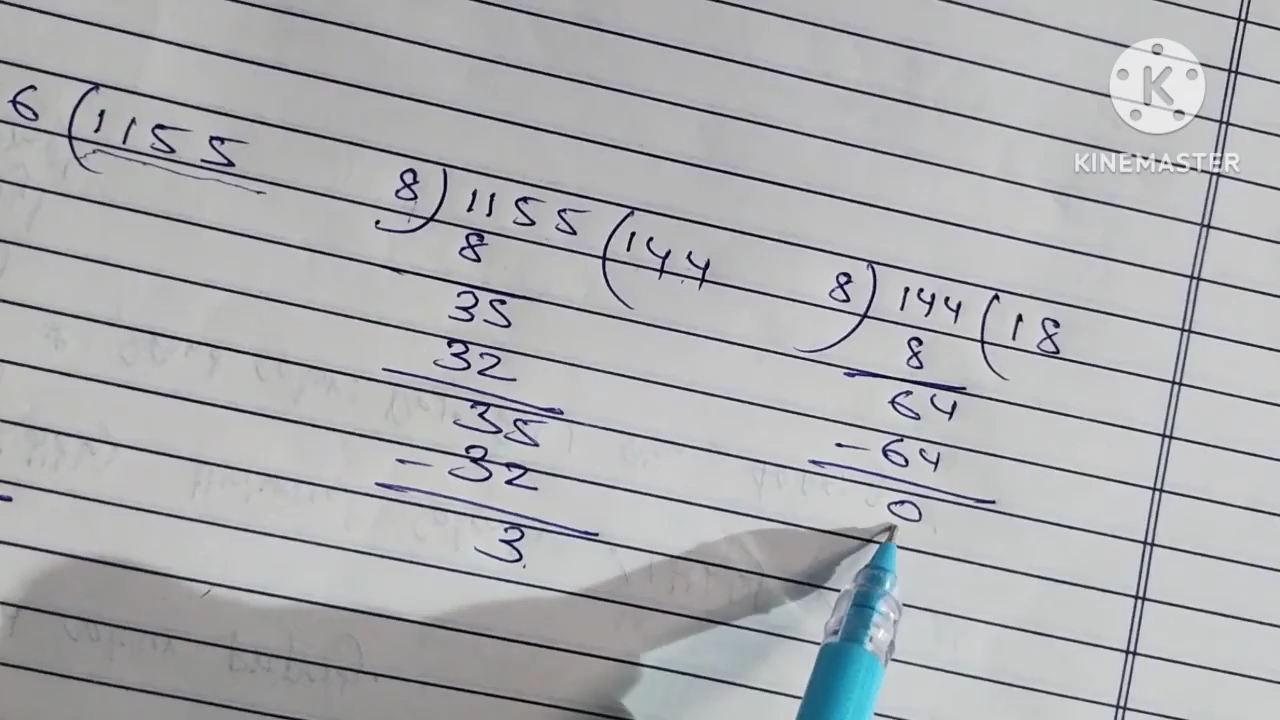 6 ( 1155
8 ) 1155 ( 144
8
35
32
35
- 32
3
8 ) 144 ( 18
8
64
- 64
0
K
KINEMASTER